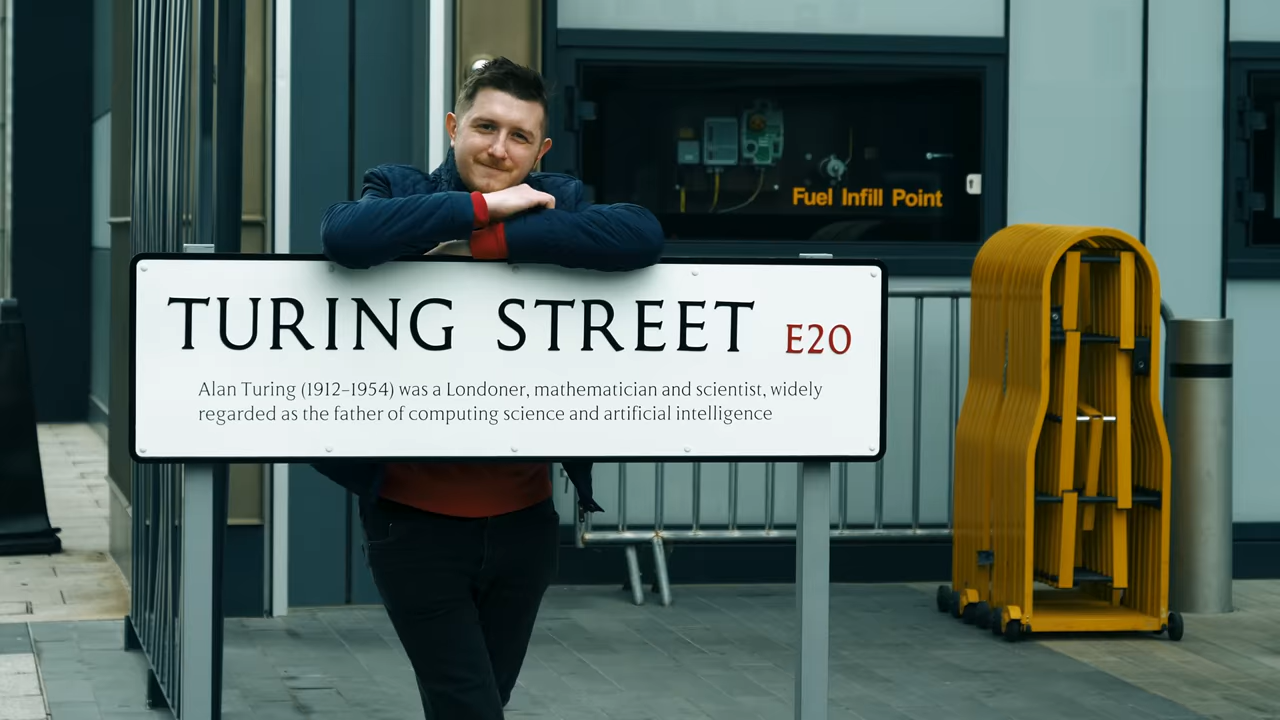 Fuel Infill Point
TURING STREET E20
Alan Turing (1912–1954) was a Londoner, mathematician and scientist, widely
regarded as the father of computing science and artificial intelligence